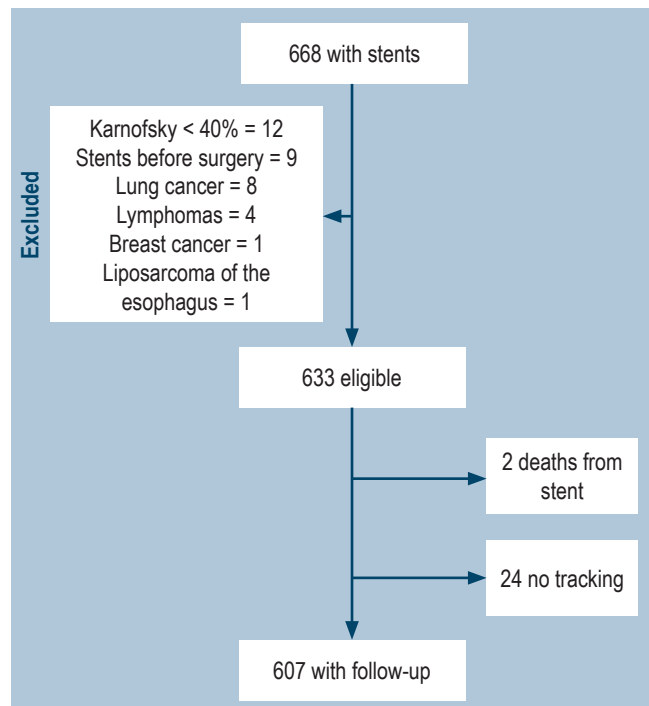 668 with stents
Excluded
Karnofsky < 40% = 12
Stents before surgery = 9
Lung cancer = 8
Lymphomas = 4
Breast cancer = 1
Liposarcoma of the
esophagus = 1
633 eligible
2 deaths from
stent
24 no tracking
607 with follow-up